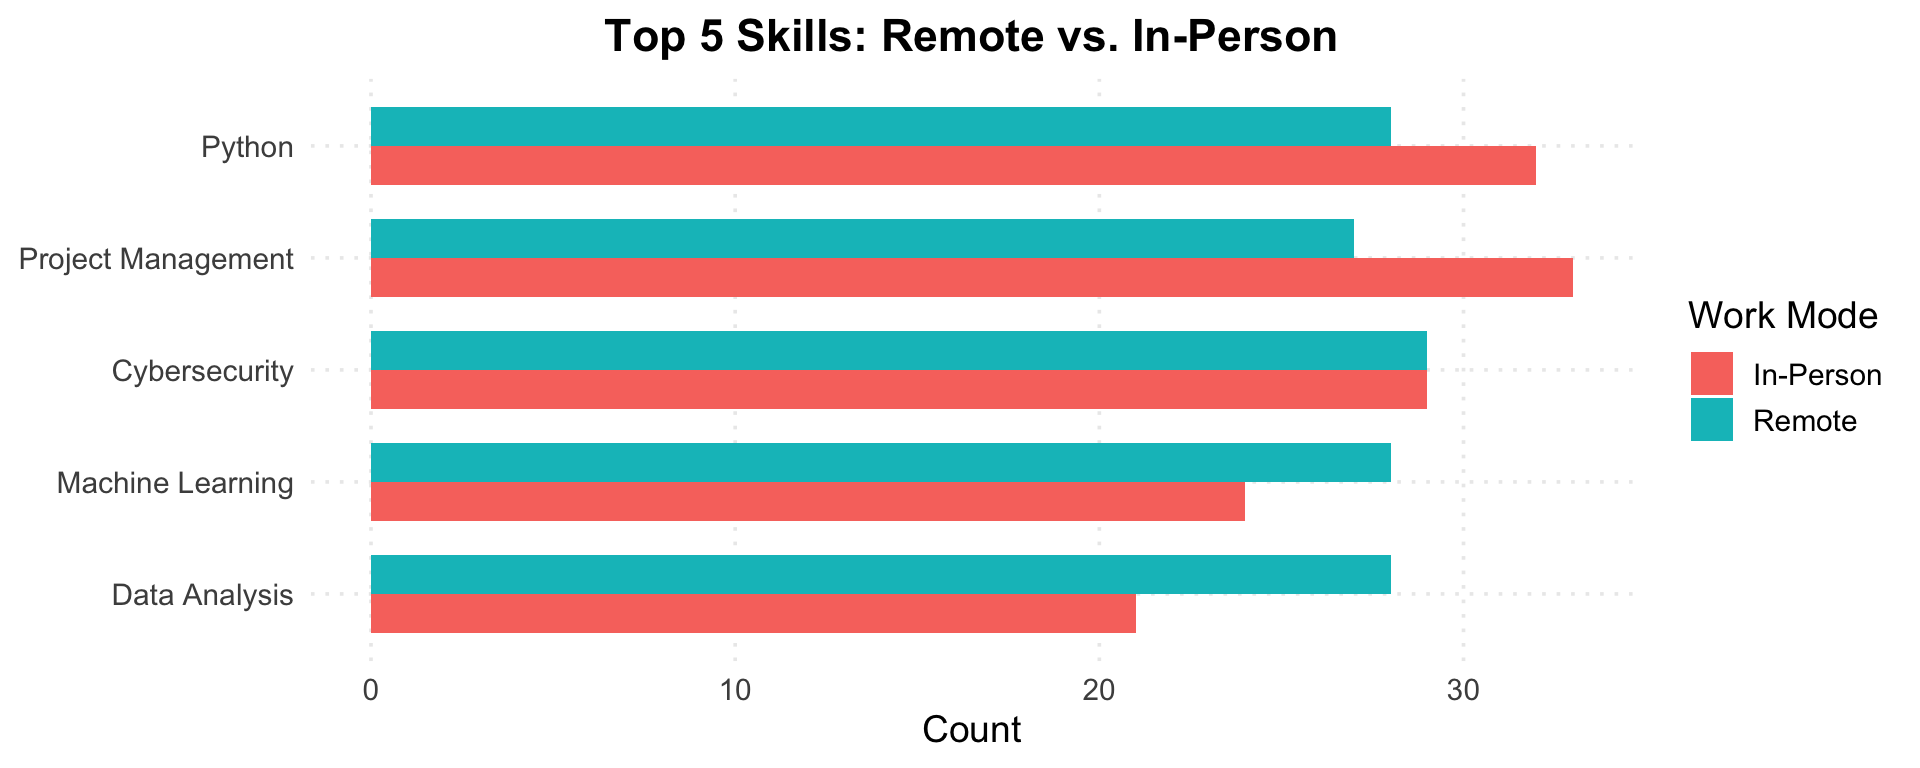 Top 5 Skills: Remote vs. In-Person
Python
Project Management
Cybersecurity
Machine Learning
Data Analysis
0 10 20 30
Count
Work Mode
In-Person
Remote